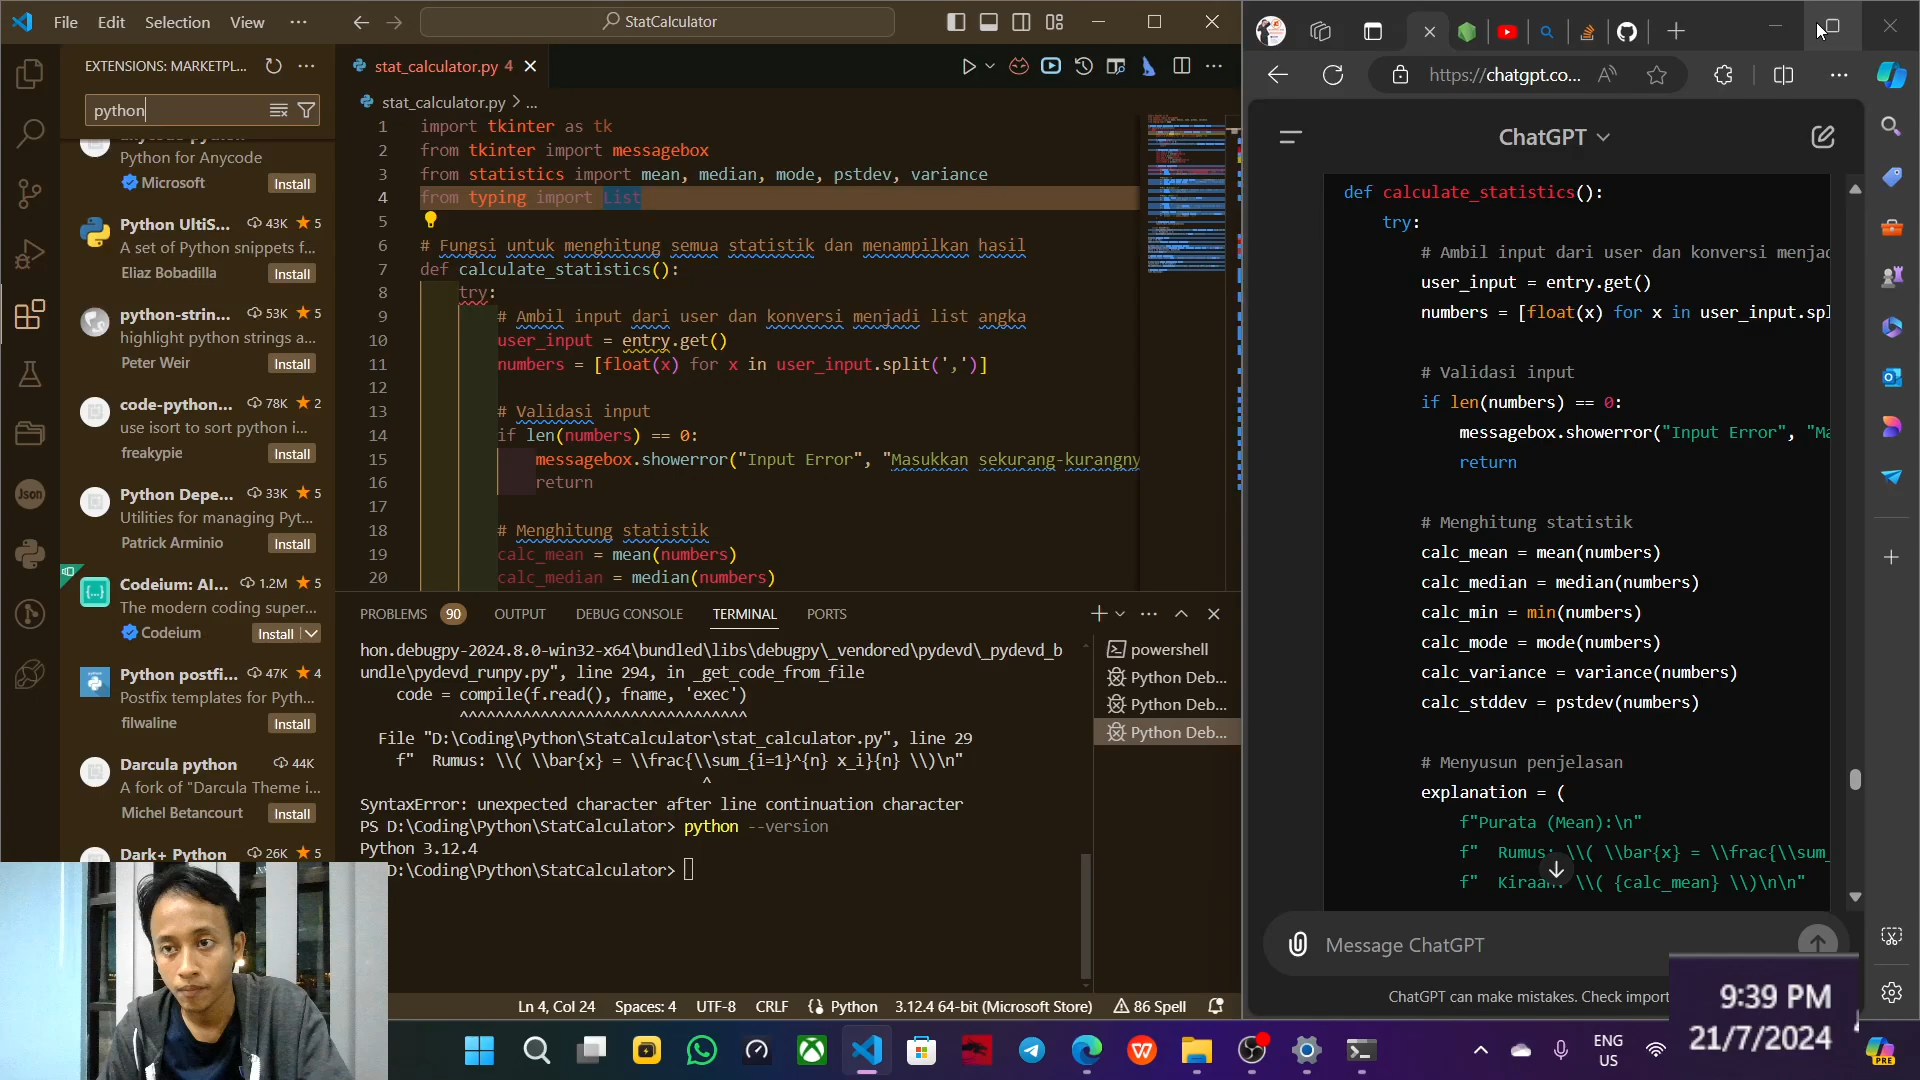 File Edit Selection View ···
StatCalculator
EXTENSIONS: MARKETPL... ···
python
Python for Anycode
Microsoft Install
Python UltiS... 43K 5
A set of Python snippets f...
Eliaz Bobadilla Install
python-strin... 53K 5
highlight python strings a...
Peter Weir Install
code-python... 78K 2
use isort to sort python i...
freakypie Install
Python Depe... 33K 5
Utilities for managing Pyt...
Patrick Arminio Install
Codeium: AI... 1.2M 5
The modern coding super...
Codeium Install
Python postfi... 47K 4
Postfix templates for Pyth...
filwaline Install
Darcula python 44K
A fork of "Darcula Theme i...
Michel Betancourt Install
Dark+ Python 26K 5
Json
stat_calculator.py 4
stat_calculator.py > ...
1 import tkinter as tk
2 from tkinter import messagebox
3 from statistics import mean, median, mode, pstdev, variance
4 from typing import List
5
6 # Fungsi untuk menghitung semua statistik dan menampilkan hasil
7 def calculate_statistics():
8 try:
9 # Ambil input dari user dan konversi menjadi list angka
10 user_input = entry.get()
11 numbers = [float(x) for x in user_input.split(',')]
12
13 # Validasi input
14 if len(numbers) == 0:
15 messagebox.showerror("Input Error", "Masukkan sekurang-kurangny
16 return
17
18 # Menghitung statistik
19 calc_mean = mean(numbers)
20 calc_median = median(numbers)
PROBLEMS 90 OUTPUT DEBUG CONSOLE TERMINAL PORTS
hon.debugpy-2024.8.0-win32-x64\bundled\libs\debugpy\_vendored\pydevd\_pydevd_b
undle\pydevd_runpy.py", line 294, in _get_code_from_file
code = compile(f.read(), fname, 'exec')
^^^^^^^^^^^^^^^^^^^^^^^^^^^^^^^
File "D:\Coding\Python\StatCalculator\stat_calculator.py", line 29
f" Rumus: \\( \\bar{x} = \\frac{\\sum_{i=1}^{n} x_i}{n} \\)\n"
^
SyntaxError: unexpected character after line continuation character
PS D:\Coding\Python\StatCalculator> python --version
Python 3.12.4
D:\Coding\Python\StatCalculator>
powershell
Python Deb...
Python Deb...
Python Deb...
Ln 4, Col 24 Spaces: 4 UTF-8 CRLF Python 3.12.4 64-bit (Microsoft Store) 86 Spell
https://chatgpt.co...
ChatGPT
def calculate_statistics():
try:
# Ambil input dari user dan konversi menjad
user_input = entry.get()
numbers = [float(x) for x in user_input.spl
# Validasi input
if len(numbers) == 0:
messagebox.showerror("Input Error", "Ma
return
# Menghitung statistik
calc_mean = mean(numbers)
calc_median = median(numbers)
calc_min = min(numbers)
calc_mode = mode(numbers)
calc_variance = variance(numbers)
calc_stddev = pstdev(numbers)
# Menyusun penjelasan
explanation = (
f"Purata (Mean):\n"
f" Rumus: \\( \\bar{x} = \\frac{\\sum_
f" Kiraan: \\( {calc_mean} \\)\n\n"
Message ChatGPT
ChatGPT can make mistakes. Check import
ENG
US
9:39 PM
21/7/2024
PRE